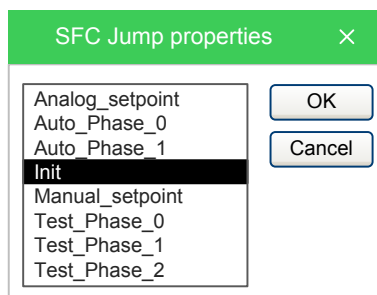 SFC Jump properties ×
Analog_setpoint
Auto_Phase_0
Auto_Phase_1
Init
Manual_setpoint
Test_Phase_0
Test_Phase_1
Test_Phase_2
OK
Cancel